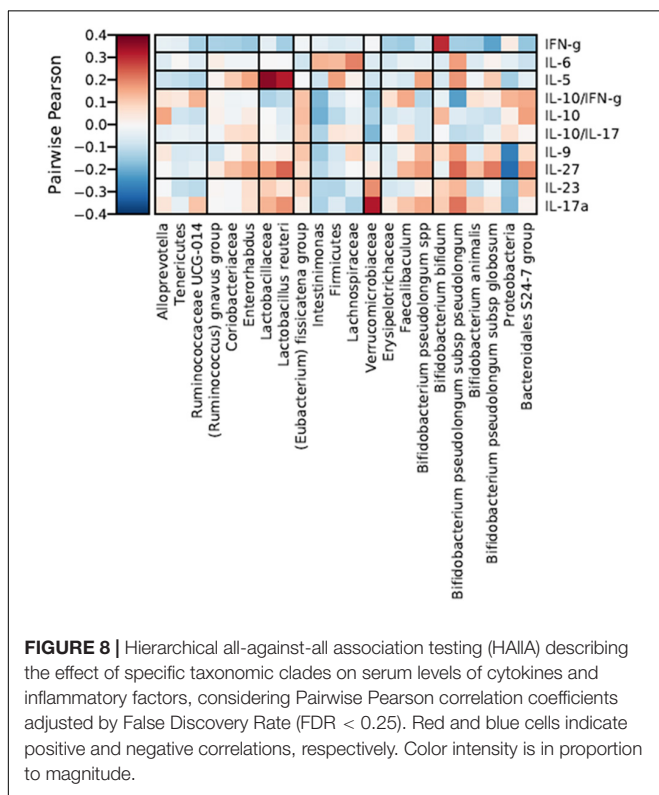 Pairwise Pearson
0.4
0.3
0.2
0.1
0.0
−0.1
−0.2
−0.3
−0.4
IFN-g
IL-6
IL-5
IL-10/IFN-g
IL-10
IL-10/IL-17
IL-9
IL-27
IL-23
IL-17a
Alloprevotella
Tenericutes
Ruminococcaceae UCG-014
(Ruminococcus) gnavus group
Coriobacteriaceae
Enterorhabdus
Lactobacillaceae
Lactobacillus reuteri
(Eubacterium) fissicatena group
Intestinimonas
Firmicutes
Lachnospiraceae
Verrucomicrobiaceae
Erysipelotrichaceae
Faecalibaculum
Bifidobacterium pseudolongum spp
Bifidobacterium bifidum
Bifidobacterium pseudolongum subsp pseudolongum
Bifidobacterium animalis
Bifidobacterium pseudolongum subsp globosum
Proteobacteria
Bacteroidales S24-7 group
FIGURE 8 | Hierarchical all-against-all association testing (HAllA) describing
the effect of specific taxonomic clades on serum levels of cytokines and
inflammatory factors, considering Pairwise Pearson correlation coefficients
adjusted by False Discovery Rate (FDR < 0.25). Red and blue cells indicate
positive and negative correlations, respectively. Color intensity is in proportion
to magnitude.